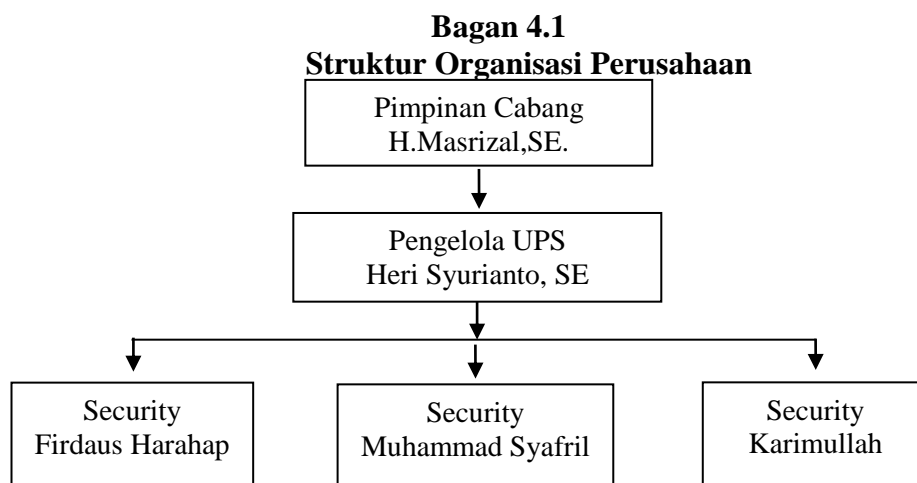 Bagan 4.1
Struktur Organisasi Perusahaan
Pimpinan Cabang
H.Masrizal,SE.
Pengelola UPS
Heri Syurianto, SE
Security
Firdaus Harahap
Security
Muhammad Syafril
Security
Karimullah